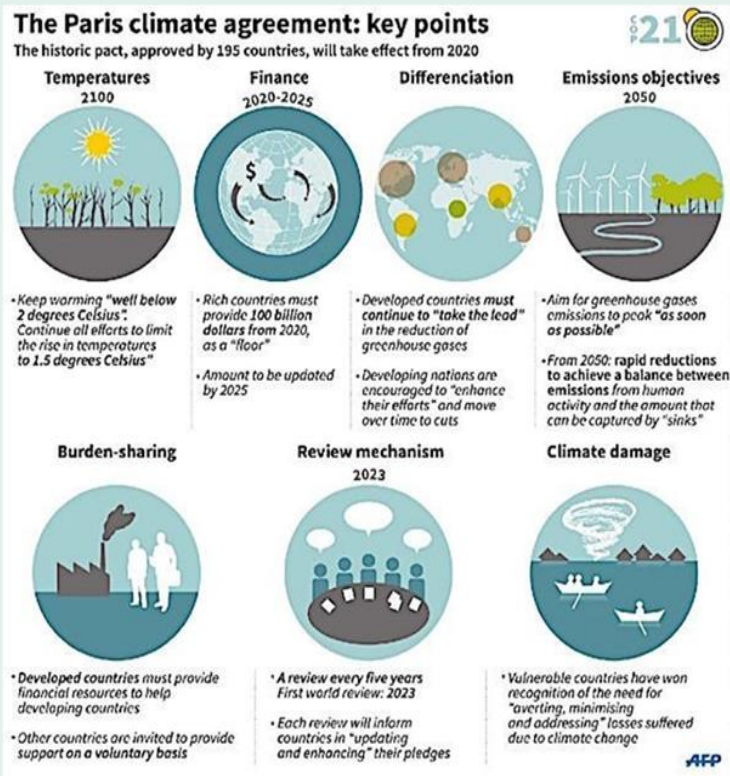 The Paris climate agreement: key points
COP 21
The historic pact, approved by 195 countries, will take effect from 2020
Temperatures
2100
•Keep warming "well below
2 degrees Celsius".
Continue all efforts to limit
the rise in temperatures
to 1.5 degrees Celsius"
Finance
2020-2025
$
•Rich countries must
provide 100 billion
dollars from 2020,
as a "floor"
•Amount to be updated
by 2025
Differenciation
•Developed countries must
continue to "take the lead"
in the reduction of
greenhouse gases
•Developing nations are
encouraged to "enhance
their efforts" and move
over time to cuts
Emissions objectives
2050
•Aim for greenhouse gases
emissions to peak "as soon
as possible"
•From 2050: rapid reductions
to achieve a balance between
emissions from human
activity and the amount that
can be captured by "sinks"
Burden-sharing
•Developed countries must provide
financial resources to help
developing countries
•Other countries are invited to provide
support on a voluntary basis
Review mechanism
2023
•A review every five years
First world review: 2023
•Each review will inform
countries in "updating
and enhancing" their pledges
Climate damage
•Vulnerable countries have won
recognition of the need for
"averting, minimising
and addressing" losses suffered
due to climate change
AFP